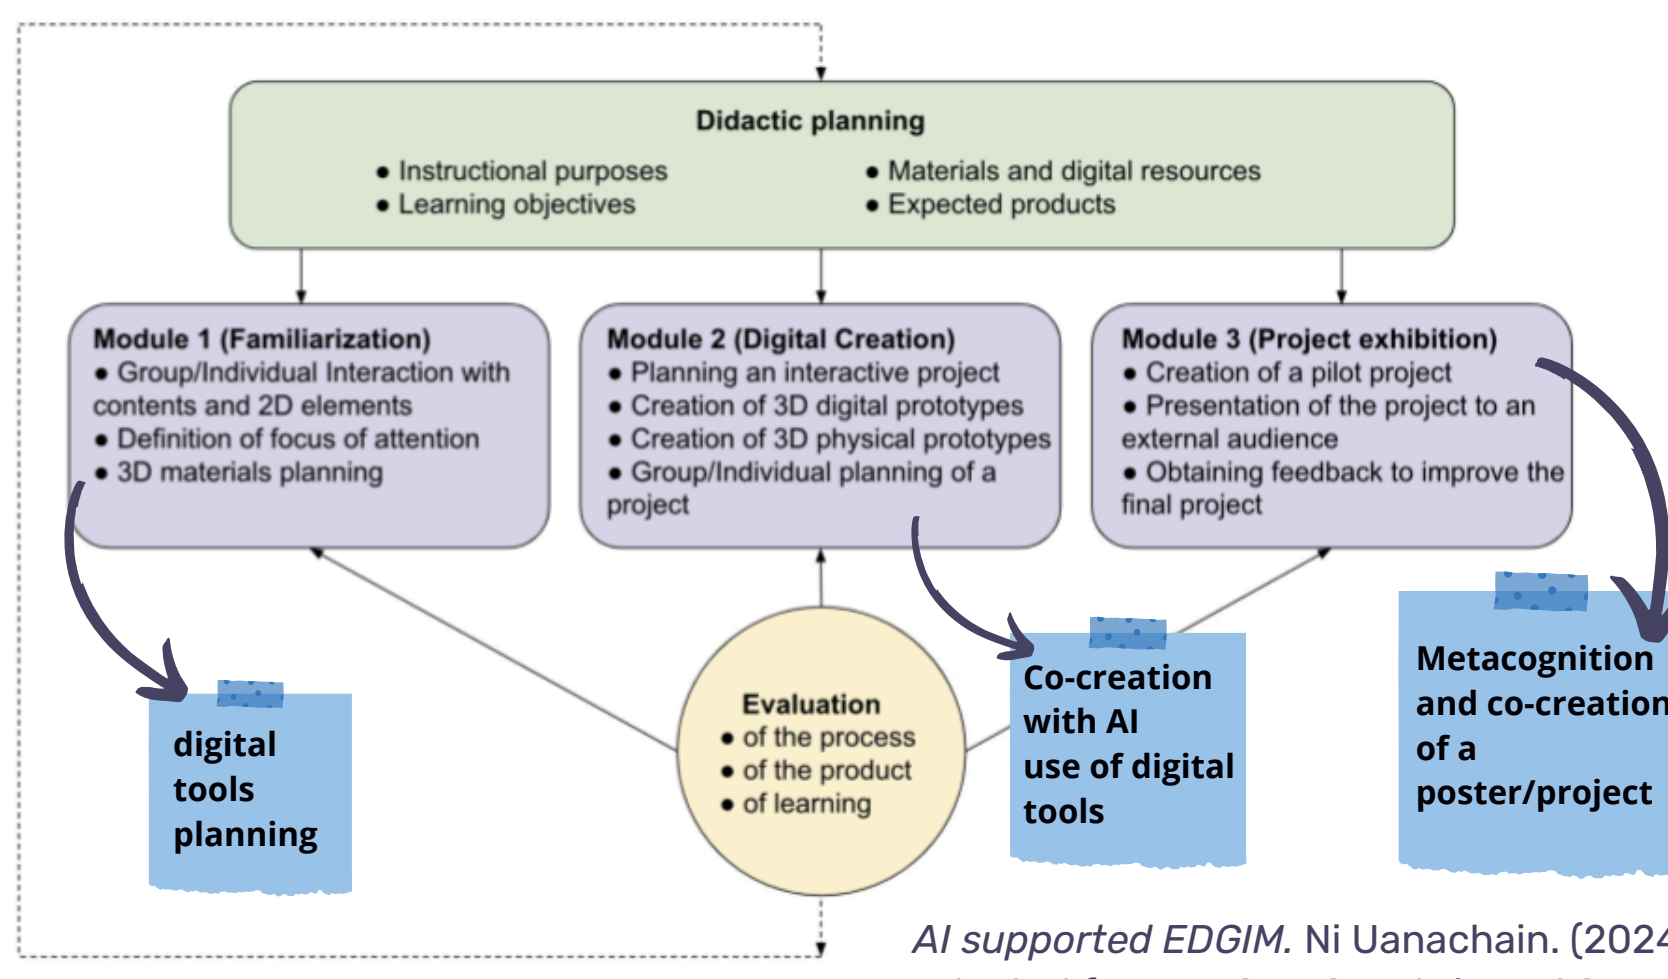 Didactic planning
● Instructional purposes
● Learning objectives
● Materials and digital resources
● Expected products
Module 1 (Familiarization)
● Group/Individual Interaction with
contents and 2D elements
● Definition of focus of attention
● 3D materials planning
Module 2 (Digital Creation)
● Planning an interactive project
● Creation of 3D digital prototypes
● Creation of 3D physical prototypes
● Group/Individual planning of a
project
Module 3 (Project exhibition)
● Creation of a pilot project
● Presentation of the project to an
external audience
● Obtaining feedback to improve the
final project
digital
tools
planning
Evaluation
● of the process
● of the product
● of learning
Co-creation
with AI
use of digital
tools
Metacognition
and co-creation
of a
poster/project
AI supported EDGIM. Ni Uanachain. (2024